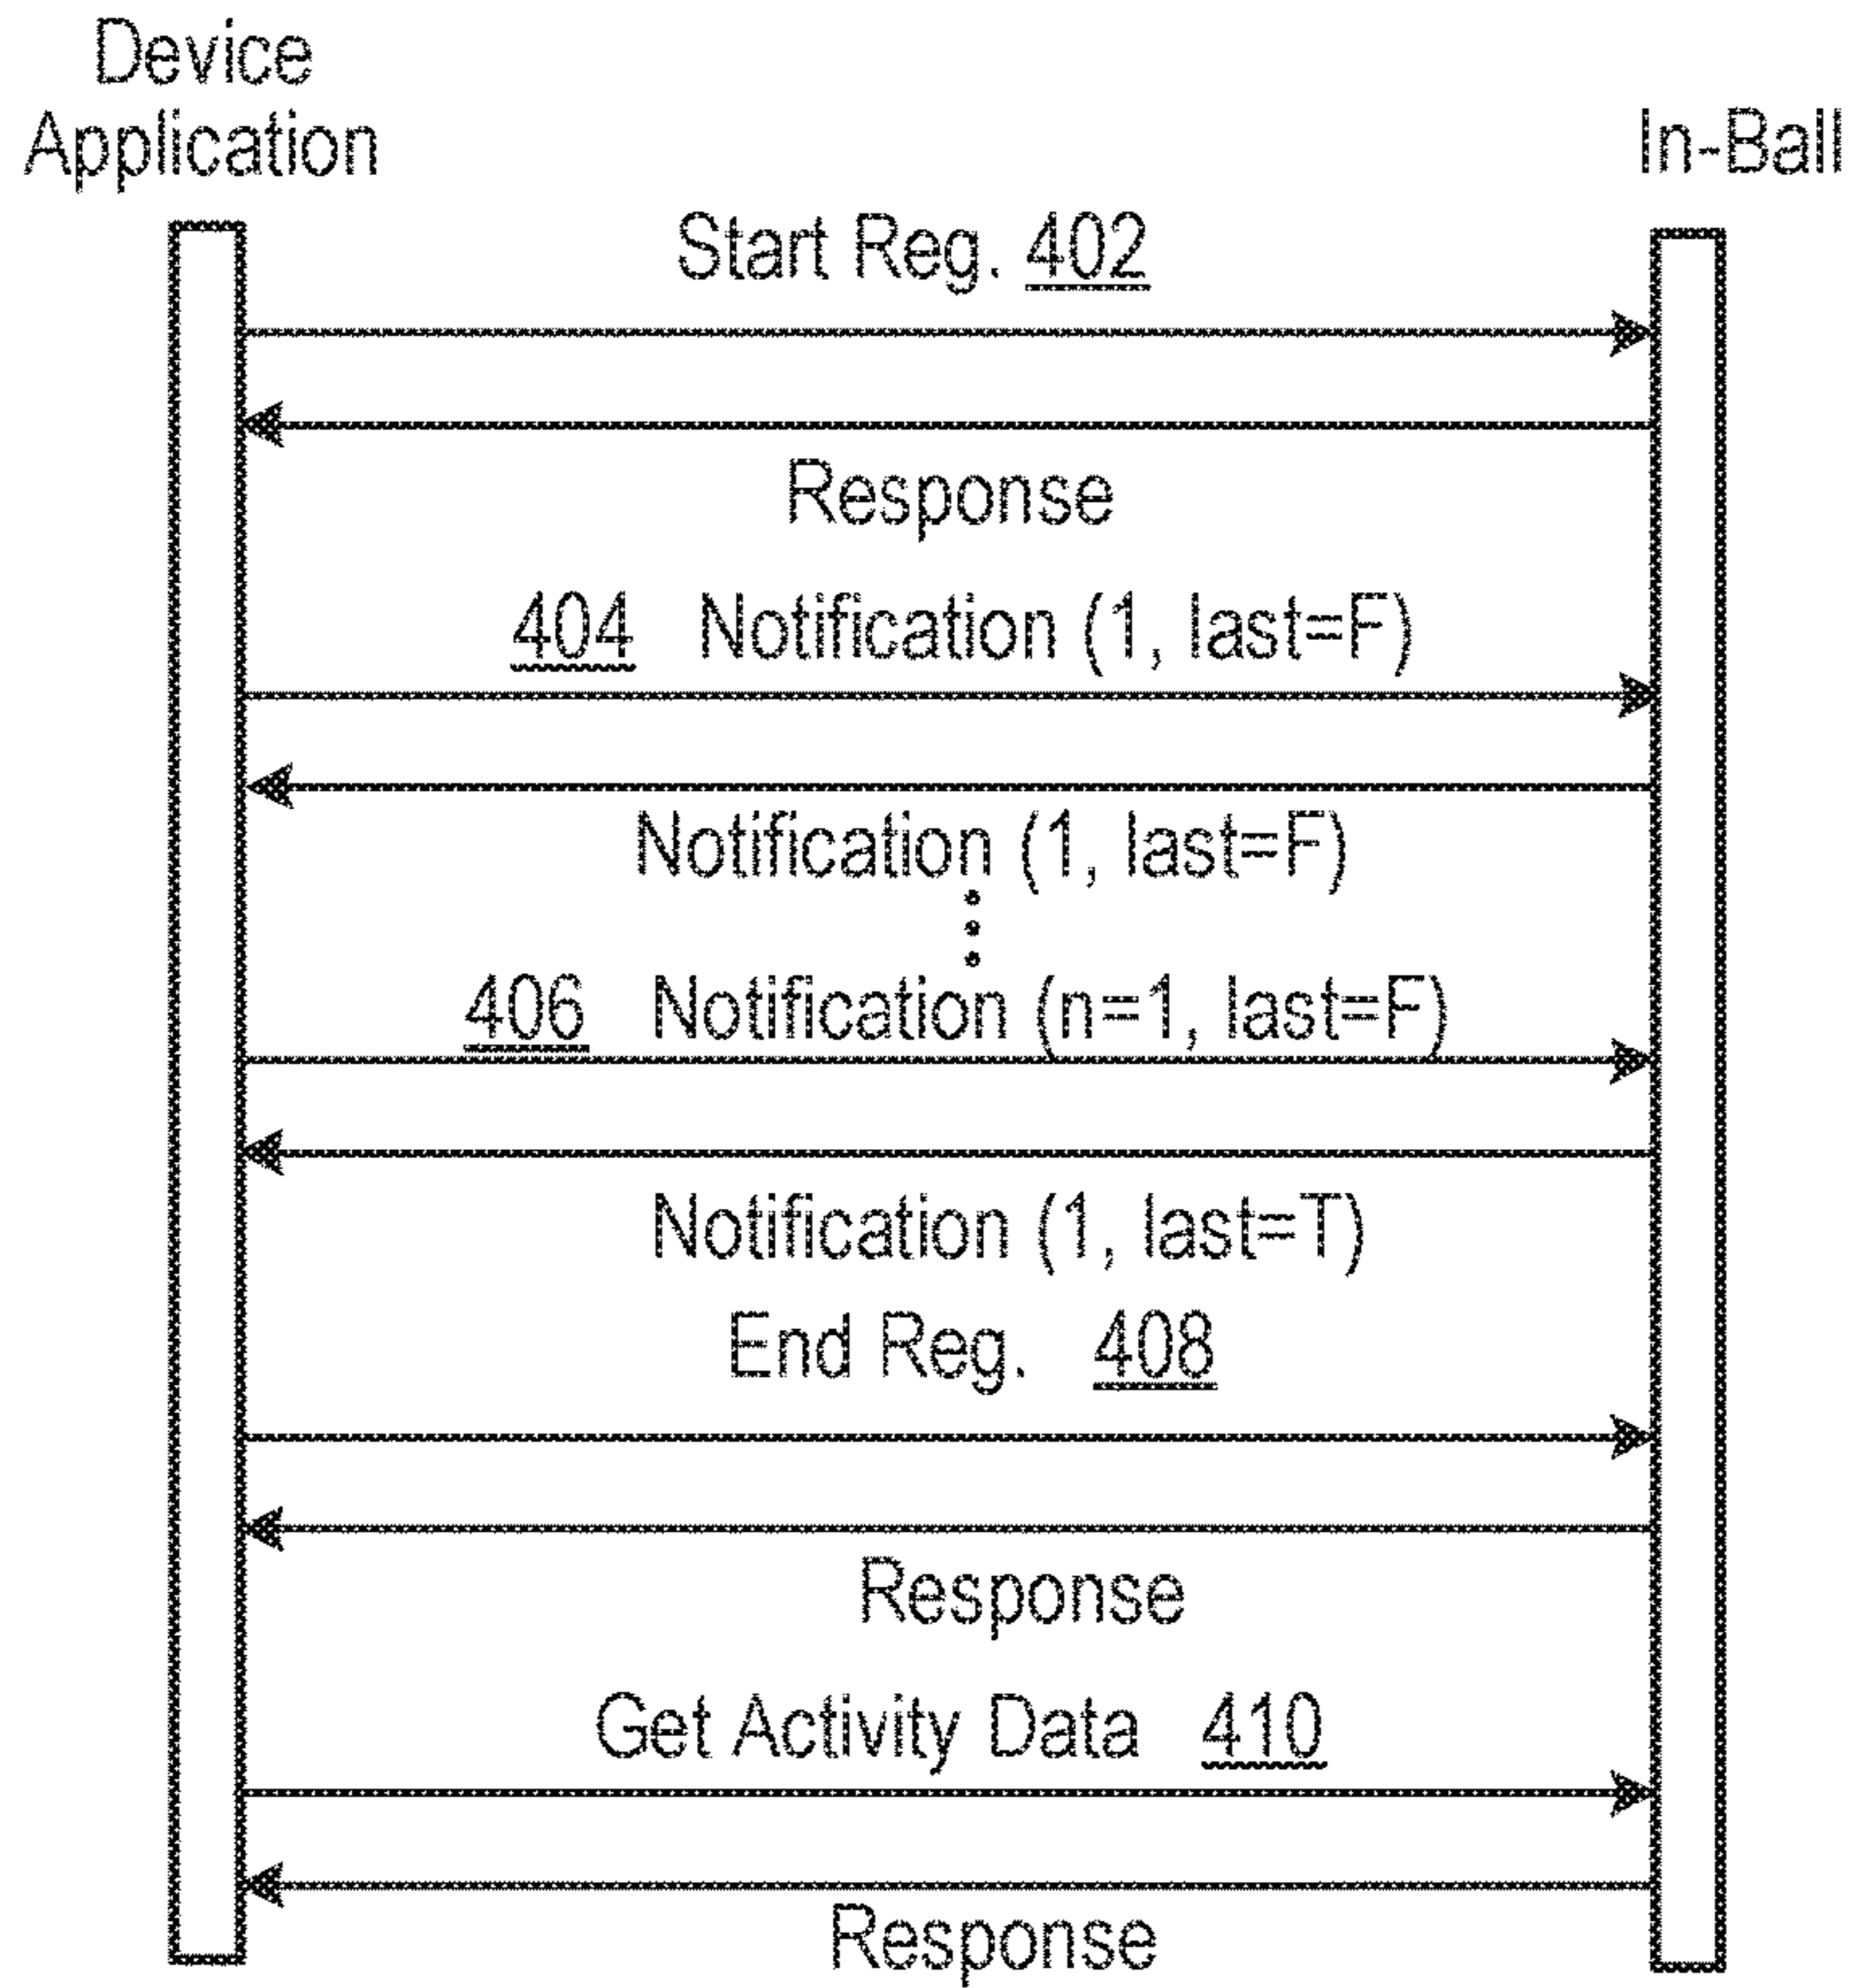 Device
Application
In-Ball
Start Reg. 402
Response
404 Notification (1, last=F)
Notification (1, last=F)
406 Notification (n=1, last=F)
Notification (1, last=T)
End Reg. 408
Response
Get Activity Data 410
Response